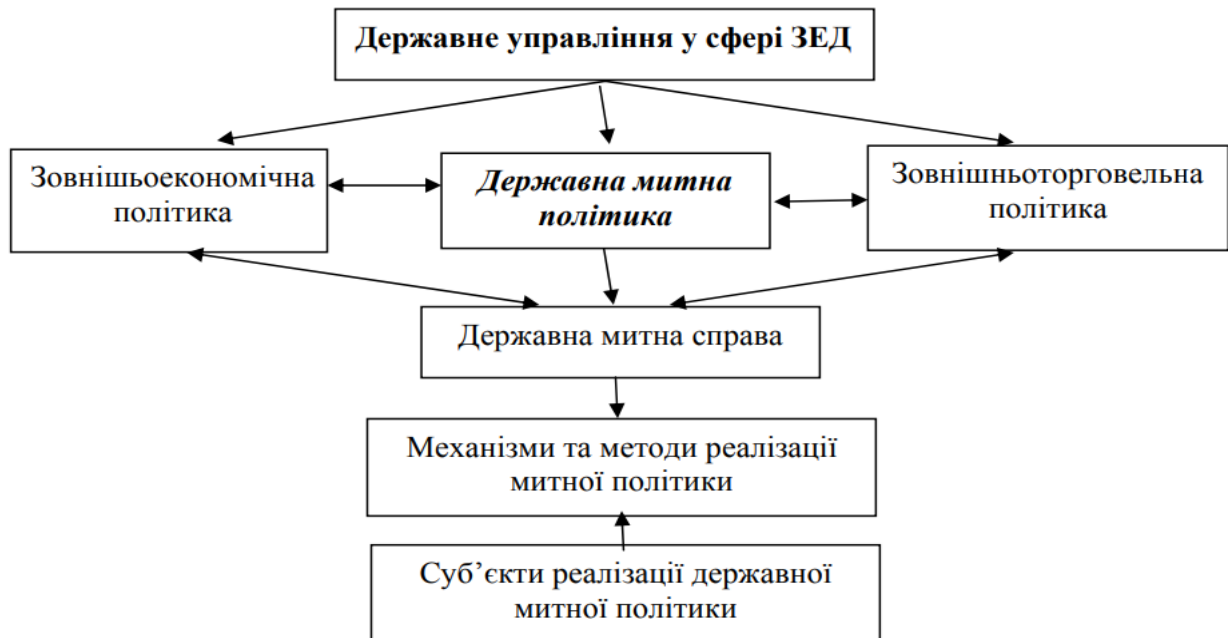 Державне управління у сфері ЗЕД
Зовнішьоекономічна
політика
Державна митна
політика
Зовнішньоторговельна
політика
Державна митна справа
Механізми та методи реалізації
митної політики
Суб’єкти реалізації державної
митної політики